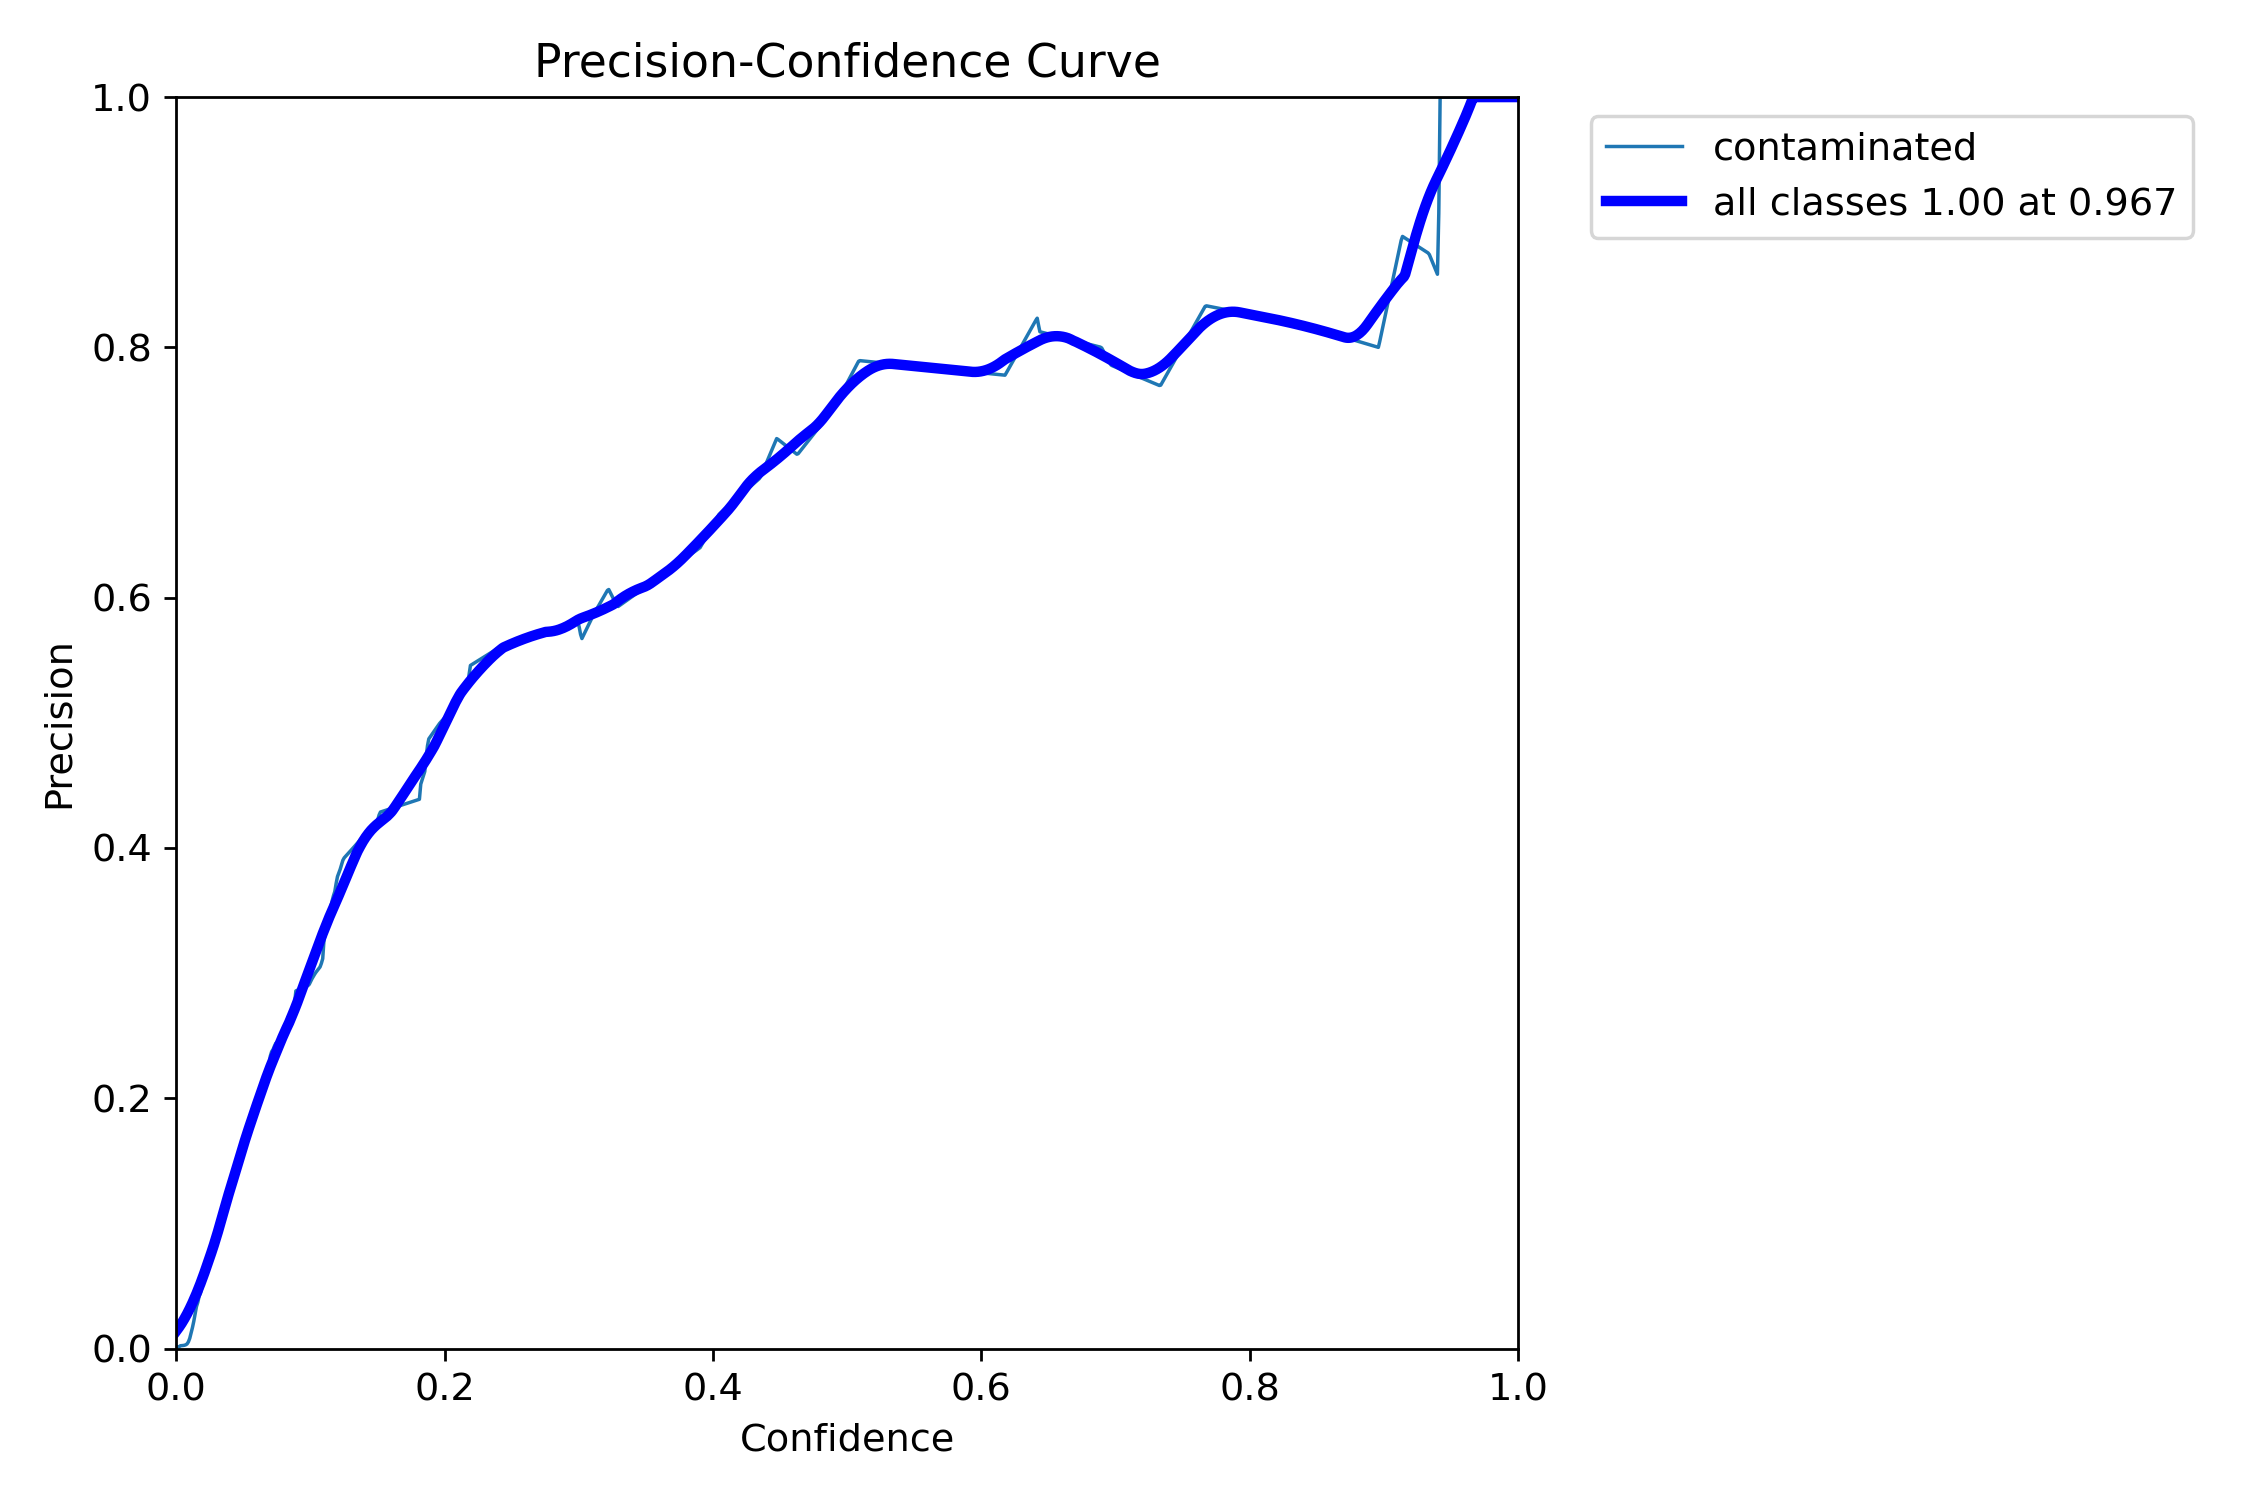 Precision-Confidence Curve
contaminated
all classes 1.00 at 0.967
Precision
1.0
0.8
0.6
0.4
0.2
0.0
0.0 0.2 0.4 0.6 0.8 1.0
Confidence